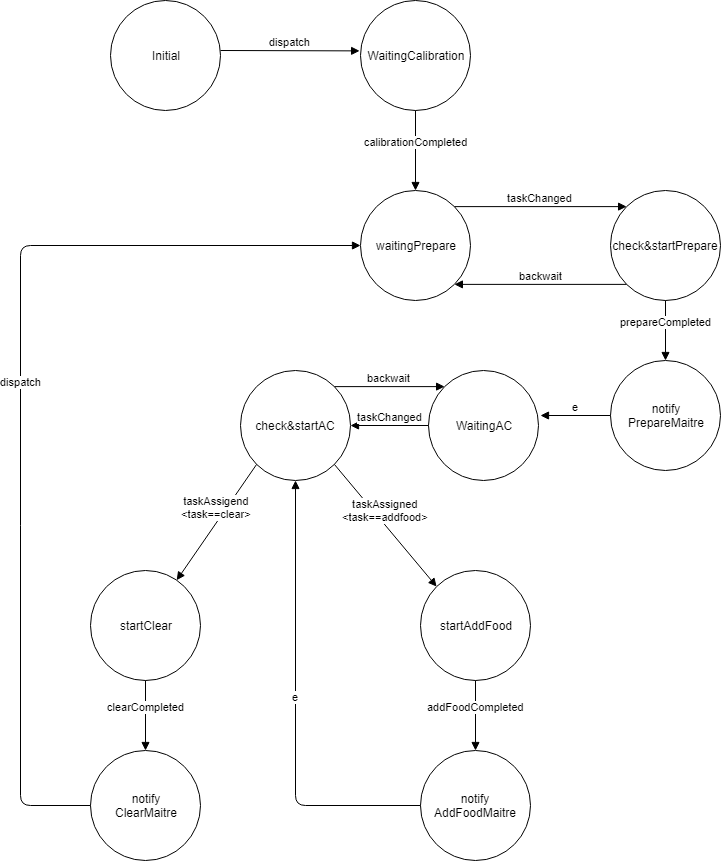 dispatch
Initial
WaitingCalibration
calibrationCompleted
taskChanged
waitingPrepare
check&startPrepare
backwait
prepareCompleted
dispatch
backwait
notify
PrepareMaitre
e
check&startAC
taskChanged
WaitingAC
taskAssigend
<task==clear>
taskAssigned
<task==addfood>
startClear
startAddFood
e
clearCompleted
addFoodCompleted
notify
ClearMaitre
notify
AddFoodMaitre